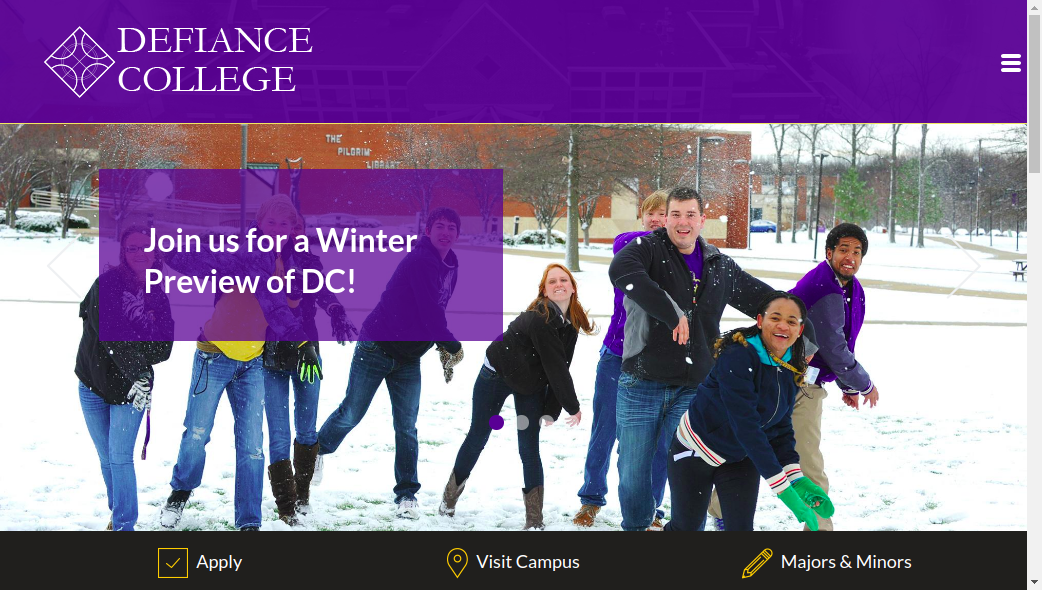 DEFIANCE
COLLEGE
THE
PILGRIM
LIBRARY
Join us for a Winter
Preview of DC!
Apply
Visit Campus
Majors & Minors